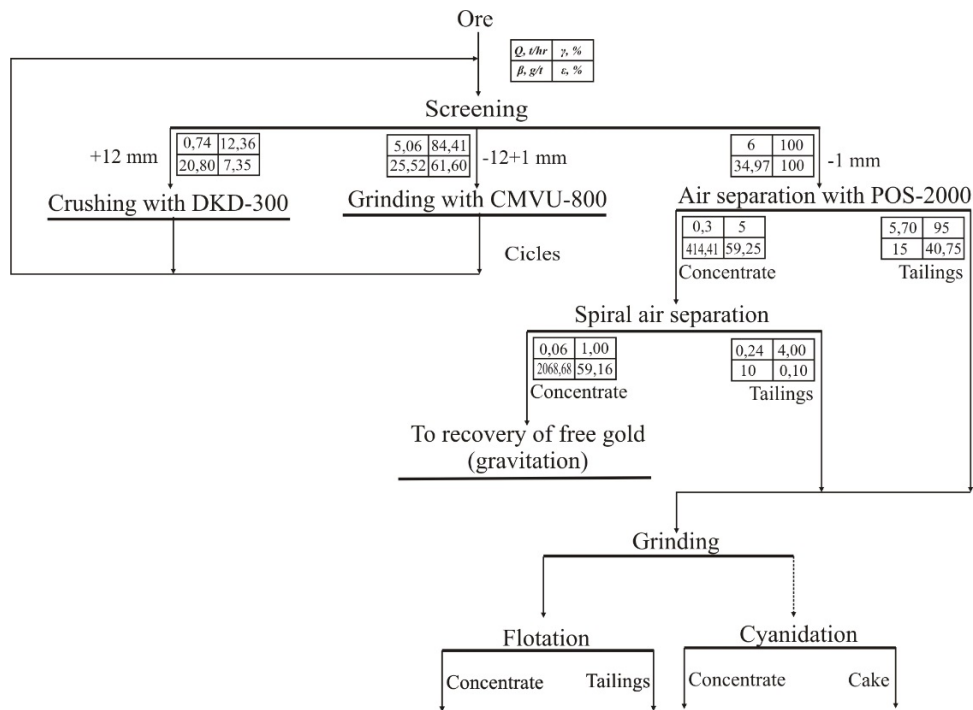 Ore
Q, t/hr γ, %
β, g/t ε, %
Screening
+12 mm
0,74 12,36
20,80 7,35
5,06 84,41
25,52 61,60
-12+1 mm
6 100
34,97 100
-1 mm
Crushing with DKD-300
Grinding with CMVU-800
Air separation with POS-2000
Cicles
0,3 5
414,41 59,25
Concentrate
5,70 95
15 40,75
Tailings
Spiral air separation
0,06 1,00
2068,68 59,16
Concentrate
0,24 4,00
10 0,10
Tailings
To recovery of free gold
(gravitation)
Grinding
Flotation
Cyanidation
Concentrate
Tailings
Concentrate
Cake